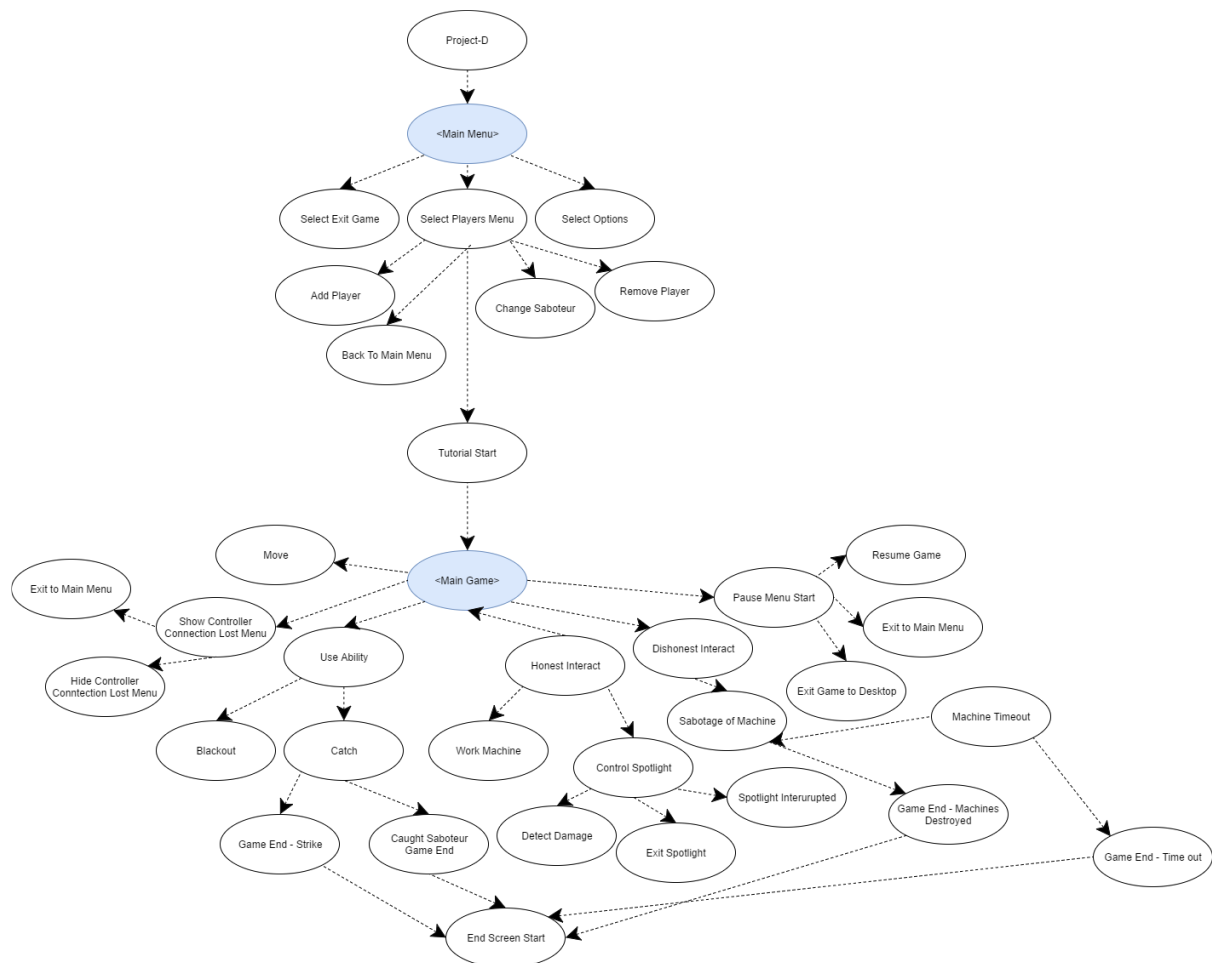 Project-D
<Main Menu>
Select Exit Game
Select Players Menu
Select Options
Add Player
Change Saboteur
Remove Player
Back To Main Menu
Tutorial Start
Move
<Main Game>
Resume Game
Exit to Main Menu
Show Controller
Connection Lost Menu
Pause Menu Start
Exit to Main Menu
Use Ability
Honest Interact
Dishonest Interact
Hide Controller
Conntection Lost Menu
Exit Game to Desktop
Sabotage of Machine
Machine Timeout
Blackout
Catch
Work Machine
Control Spotlight
Spotlight Interurupted
Game End - Machines
Destroyed
Game End - Strike
Caught Saboteur
Game End
Detect Damage
Exit Spotlight
Game End - Time out
End Screen Start